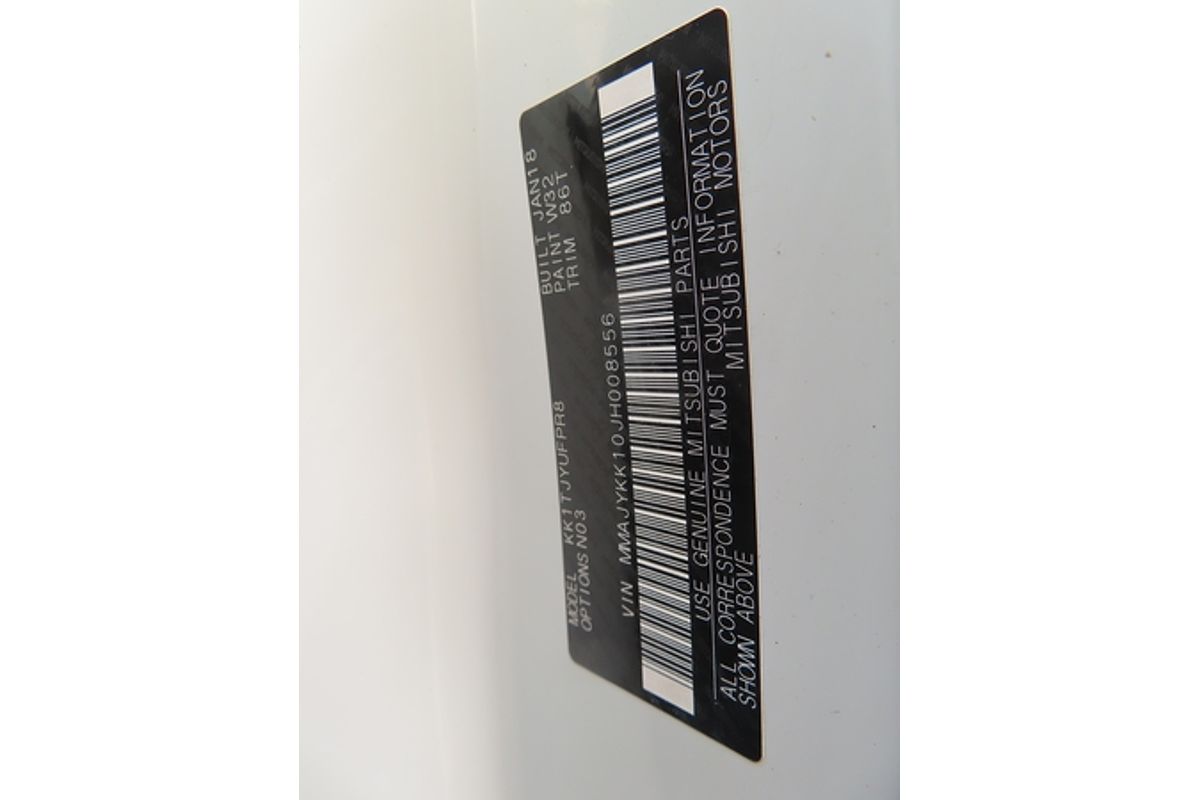 MODEL KK1TJYUFPR8 BUILT JAN18
OPTIONS N03 PAINT W32
TRIM 86T
VIN MMAJYKK10JH008556
USE GENUINE MITSUBISHI PARTS
ALL CORRESPONDENCE MUST QUOTE INFORMATION
SHOWN ABOVE MITSUBISHI MOTORS